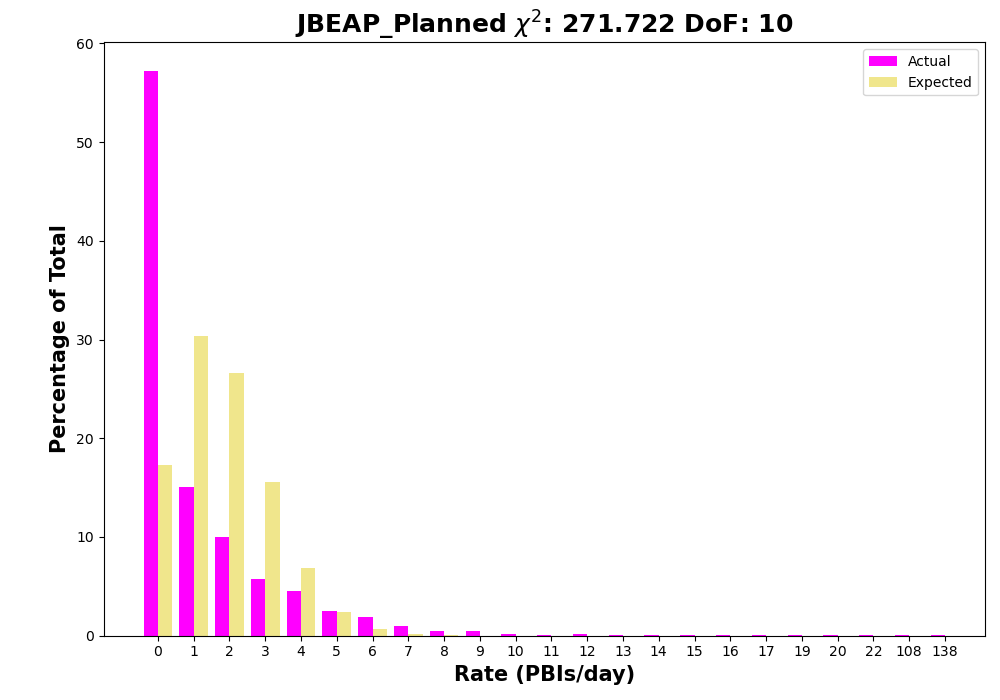 JBEAP_Planned χ²: 271.722 DoF: 10
Actual
Expected
Percentage of Total
60
50
40
30
20
10
0
0 1 2 3 4 5 6 7 8 9 10 11 12 13 14 15 16 17 19 20 22 108 138
Rate (PBIs/day)